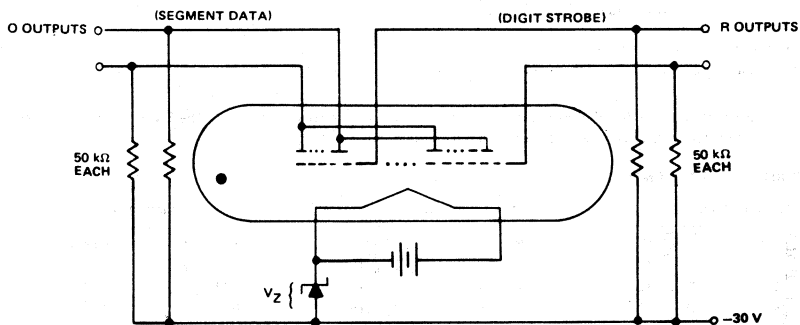 (SEGMENT DATA)
(DIGIT STROBE)
O OUTPUTS
R OUTPUTS
50 kΩ
EACH
50 kΩ
EACH
VZ
−30 V